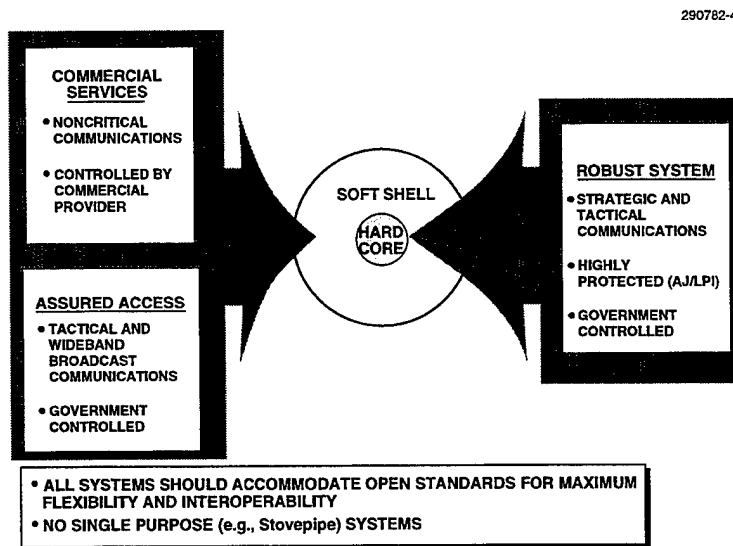 290782-4
COMMERCIAL
SERVICES
• NONCRITICAL
COMMUNICATIONS
• CONTROLLED BY
COMMERCIAL
PROVIDER
ASSURED ACCESS
• TACTICAL AND
WIDEBAND
BROADCAST
COMMUNICATIONS
• GOVERNMENT
CONTROLLED
SOFT SHELL
HARD
CORE
ROBUST SYSTEM
• STRATEGIC AND
TACTICAL
COMMUNICATIONS
• HIGHLY
PROTECTED (AJ/LPI)
• GOVERNMENT
CONTROLLED
• ALL SYSTEMS SHOULD ACCOMMODATE OPEN STANDARDS FOR MAXIMUM
FLEXIBILITY AND INTEROPERABILITY
• NO SINGLE PURPOSE (e.g., Stovepipe) SYSTEMS